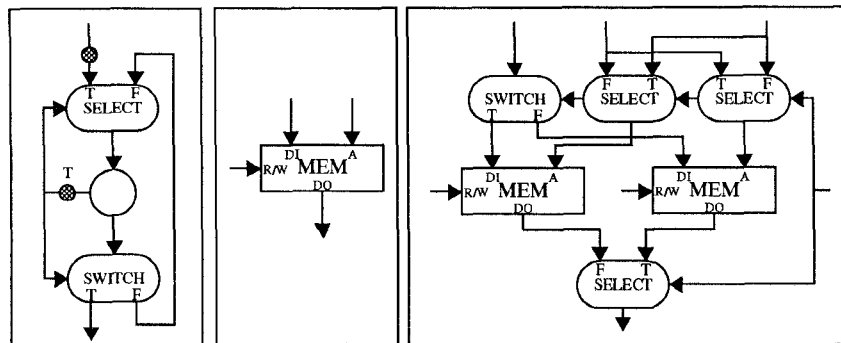 T F
SELECT
T
SWITCH
T F
DI A
R/W MEM
DO
F T T F
SWITCH SELECT SELECT
T F
DI A DI A
R/W MEM R/W MEM
DO DO
F T
SELECT